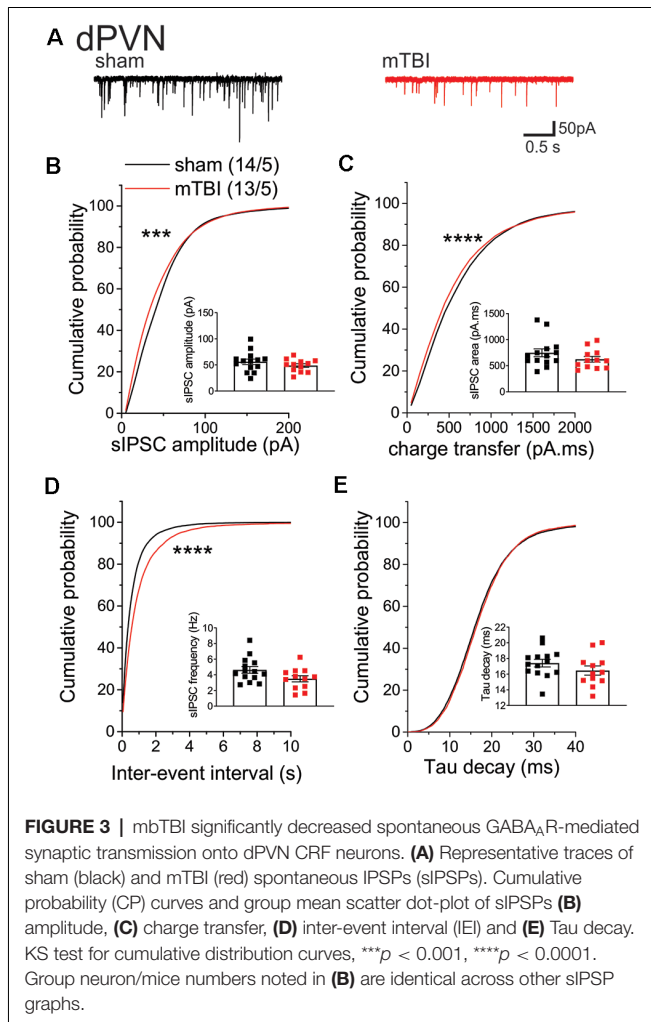 A dPVN
sham
mTBI
50pA
0.5 s
B
sham (14/5)
mTBI (13/5)
Cumulative probability
100
80
60
40
20
0
***
0
100
200
sIPSC amplitude (pA)
sIPSC amplitude (pA)
150
100
50
0
C
Cumulative probability
100
80
60
40
20
0
****
0
500
1000
1500
2000
charge transfer (pA.ms)
sIPSC area (pA.ms)
1500
1000
500
0
D
Cumulative probability
100
80
60
40
20
0
****
0
2
4
6
8
10
Inter-event interval (s)
sIPSC frequency (Hz)
10
8
6
4
2
0
E
Cumulative probability
100
80
60
40
20
0
0
10
20
30
40
Tau decay (ms)
Tau decay (ms)
22
20
18
16
14
12
FIGURE 3 | mbTBI significantly decreased spontaneous GABAAR-mediated
synaptic transmission onto dPVN CRF neurons. (A) Representative traces of
sham (black) and mTBI (red) spontaneous IPSPs (sIPSPs). Cumulative
probability (CP) curves and group mean scatter dot-plot of sIPSPs (B)
amplitude, (C) charge transfer, (D) inter-event interval (IEI) and (E) Tau decay.
KS test for cumulative distribution curves, ***p < 0.001, ****p < 0.0001.
Group neuron/mice numbers noted in (B) are identical across other sIPSP
graphs.